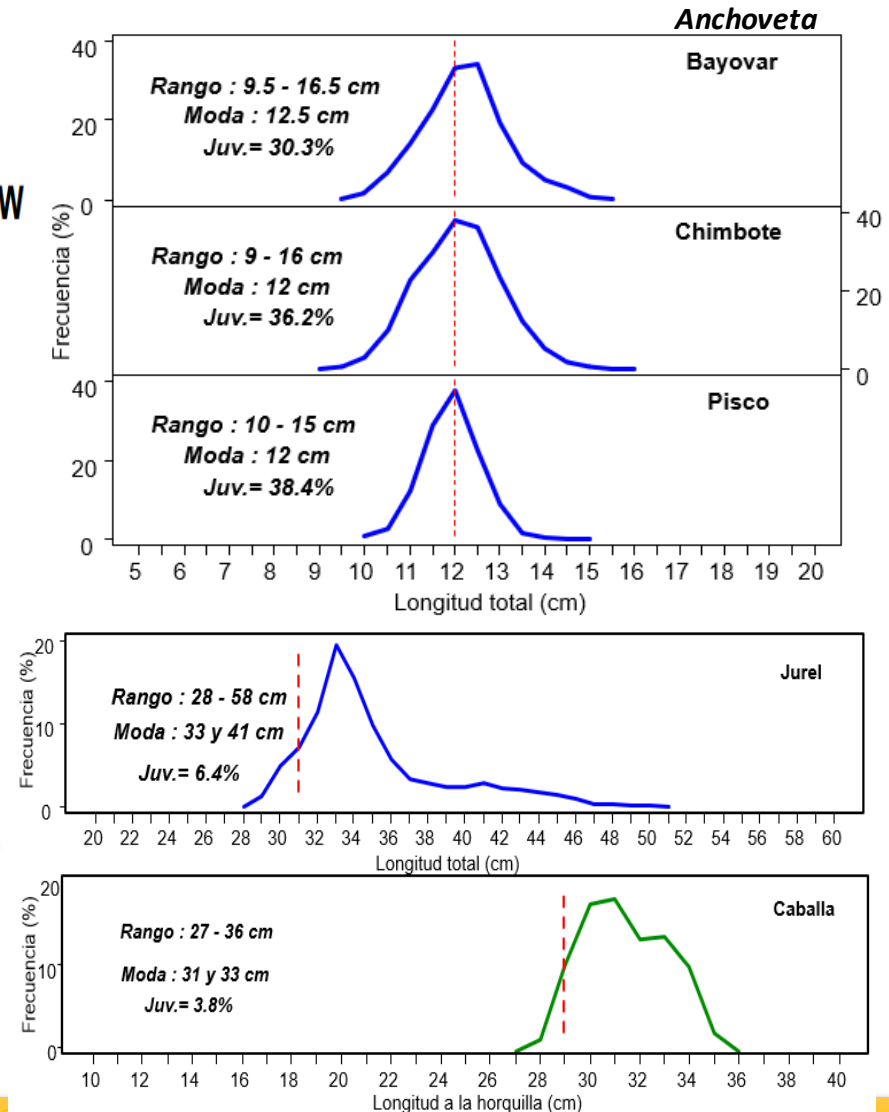 Anchoveta
Bayovar
Rango : 9.5 - 16.5 cm
Moda : 12.5 cm
Juv.= 30.3%
40
20
0
W
Chimbote
Rango : 9 - 16 cm
Moda : 12 cm
Juv.= 36.2%
40
20
0
Frecuencia (%)
Pisco
Rango : 10 - 15 cm
Moda : 12 cm
Juv.= 38.4%
40
20
0
5 6 7 8 9 10 11 12 13 14 15 16 17 18 19 20
Longitud total (cm)
Jurel
Rango : 28 - 58 cm
Moda : 33 y 41 cm
Juv.= 6.4%
Frecuencia (%)
20
10
0
20 22 24 26 28 30 32 34 36 38 40 42 44 46 48 50 52 54 56 58 60
Longitud total (cm)
Caballa
Rango : 27 - 36 cm
Moda : 31 y 33 cm
Juv.= 3.8%
Frecuencia (%)
20
10
0
10 12 14 16 18 20 22 24 26 28 30 32 34 36 38 40
Longitud a la horquilla (cm)